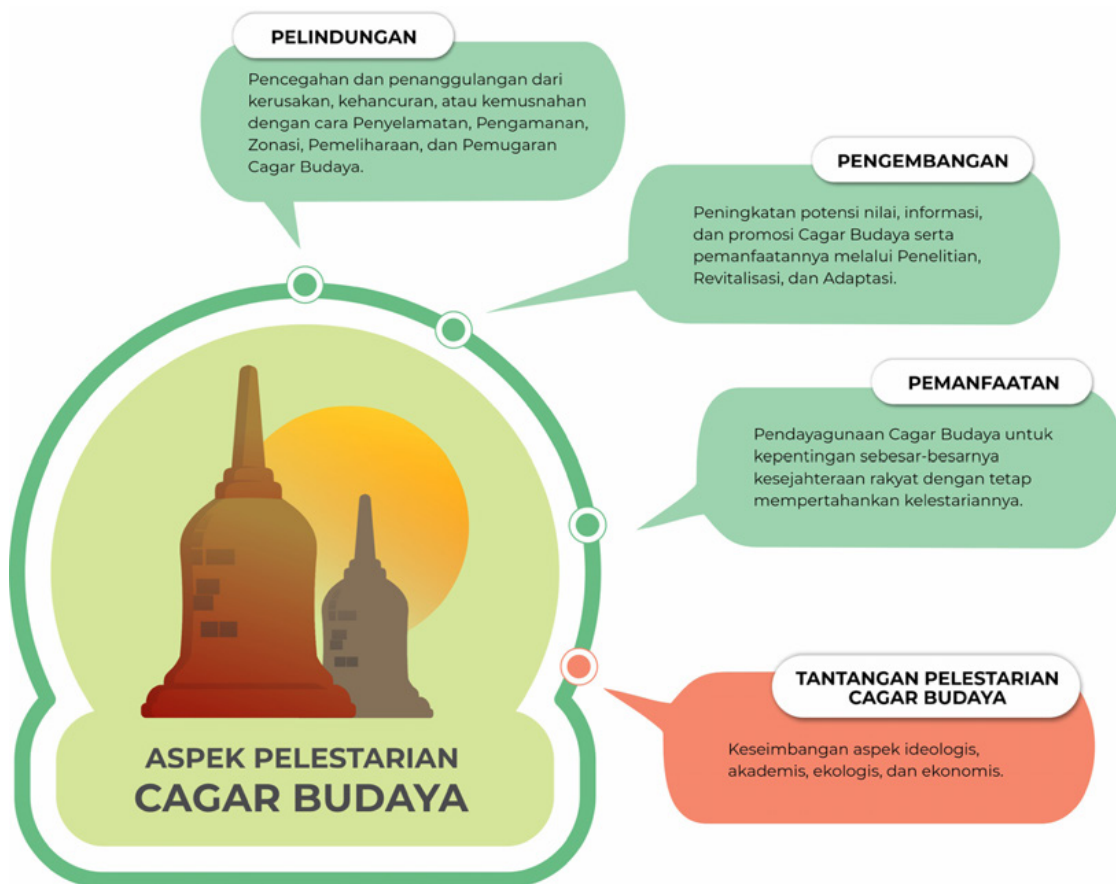 PELINDUNGAN
Pencegahan dan penanggulangan dari
kerusakan, kehancuran, atau kemusnahan
dengan cara Penyelamatan, Pengamanan,
Zonasi, Pemeliharaan, dan Pemugaran
Cagar Budaya.
PENGEMBANGAN
Peningkatan potensi nilai, informasi,
dan promosi Cagar Budaya serta
pemanfaatannya melalui Penelitian,
Revitalisasi, dan Adaptasi.
PEMANFAATAN
Pendayagunaan Cagar Budaya untuk
kepentingan sebesar-besarnya
kesejahteraan rakyat dengan tetap
mempertahankan kelestariannya.
TANTANGAN PELESTARIAN
CAGAR BUDAYA
Keseimbangan aspek ideologis,
akademis, ekologis, dan ekonomis.
ASPEK PELESTARIAN
CAGAR BUDAYA